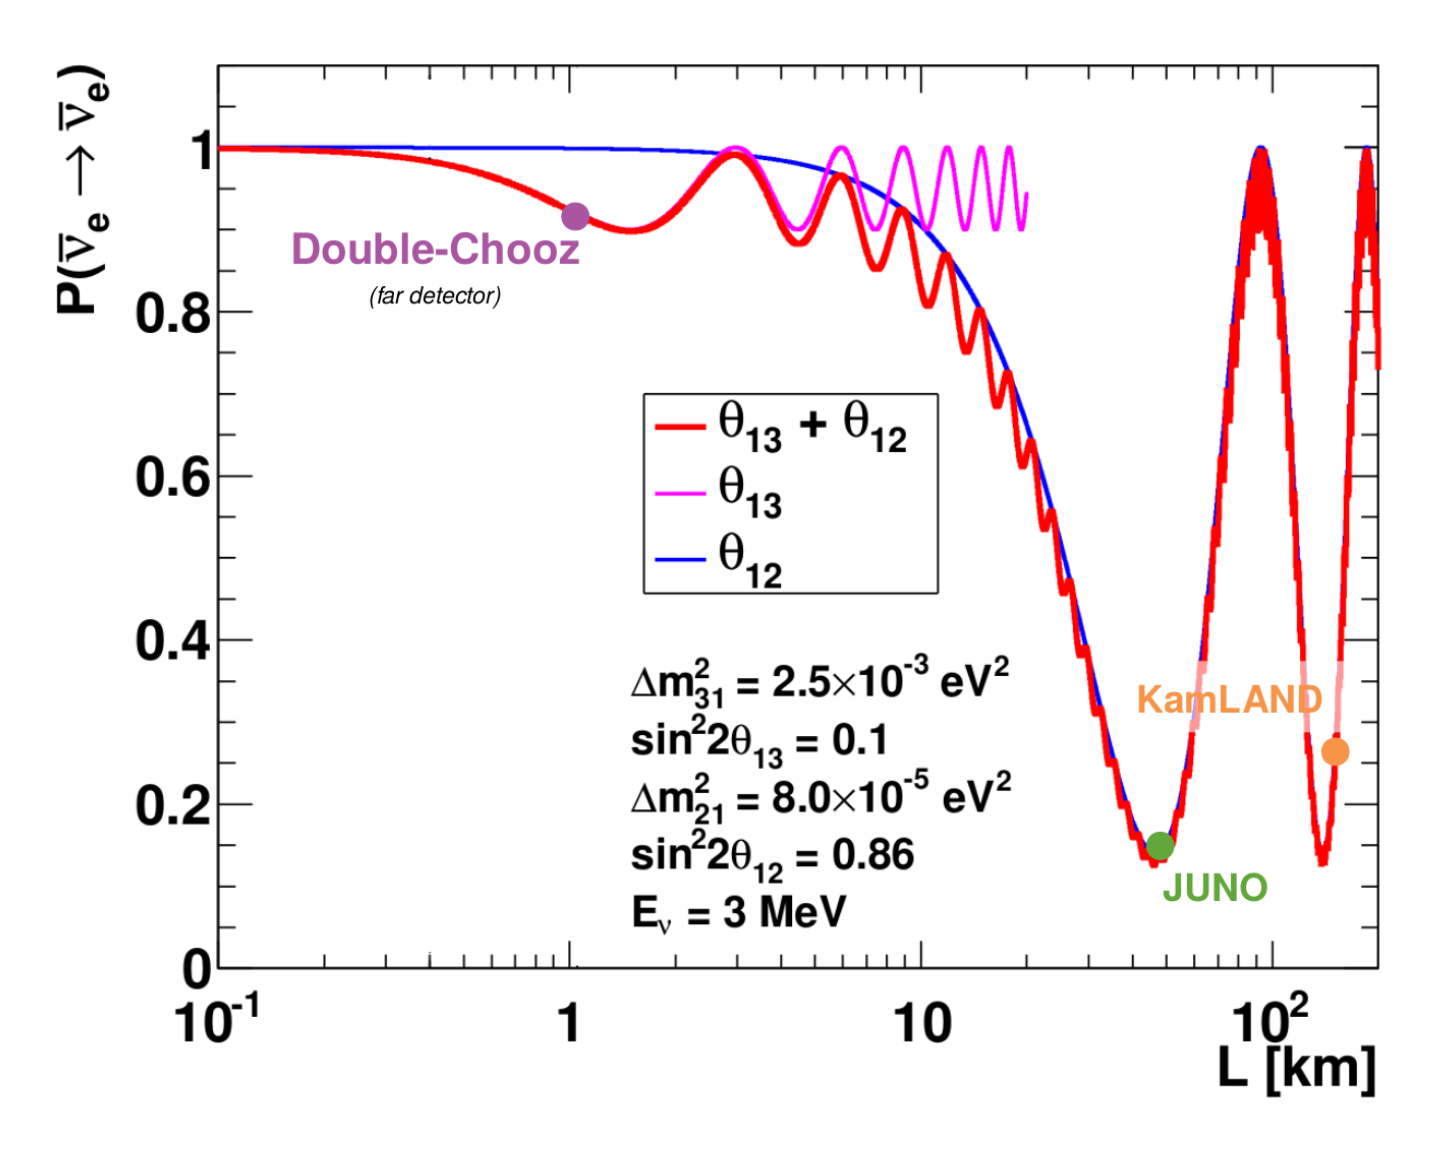 P(ν̅ₑ → ν̅ₑ)
1
0.8
0.6
0.4
0.2
0
Double-Chooz
(far detector)
θ₁₃ + θ₁₂
θ₁₃
θ₁₂
Δm²₃₁ = 2.5×10⁻³ eV²
sin²2θ₁₃ = 0.1
Δm²₂₁ = 8.0×10⁻⁵ eV²
sin²2θ₁₂ = 0.86
Eᵥ = 3 MeV
KamLAND
JUNO
10⁻¹ 1 10 10²
L [km]